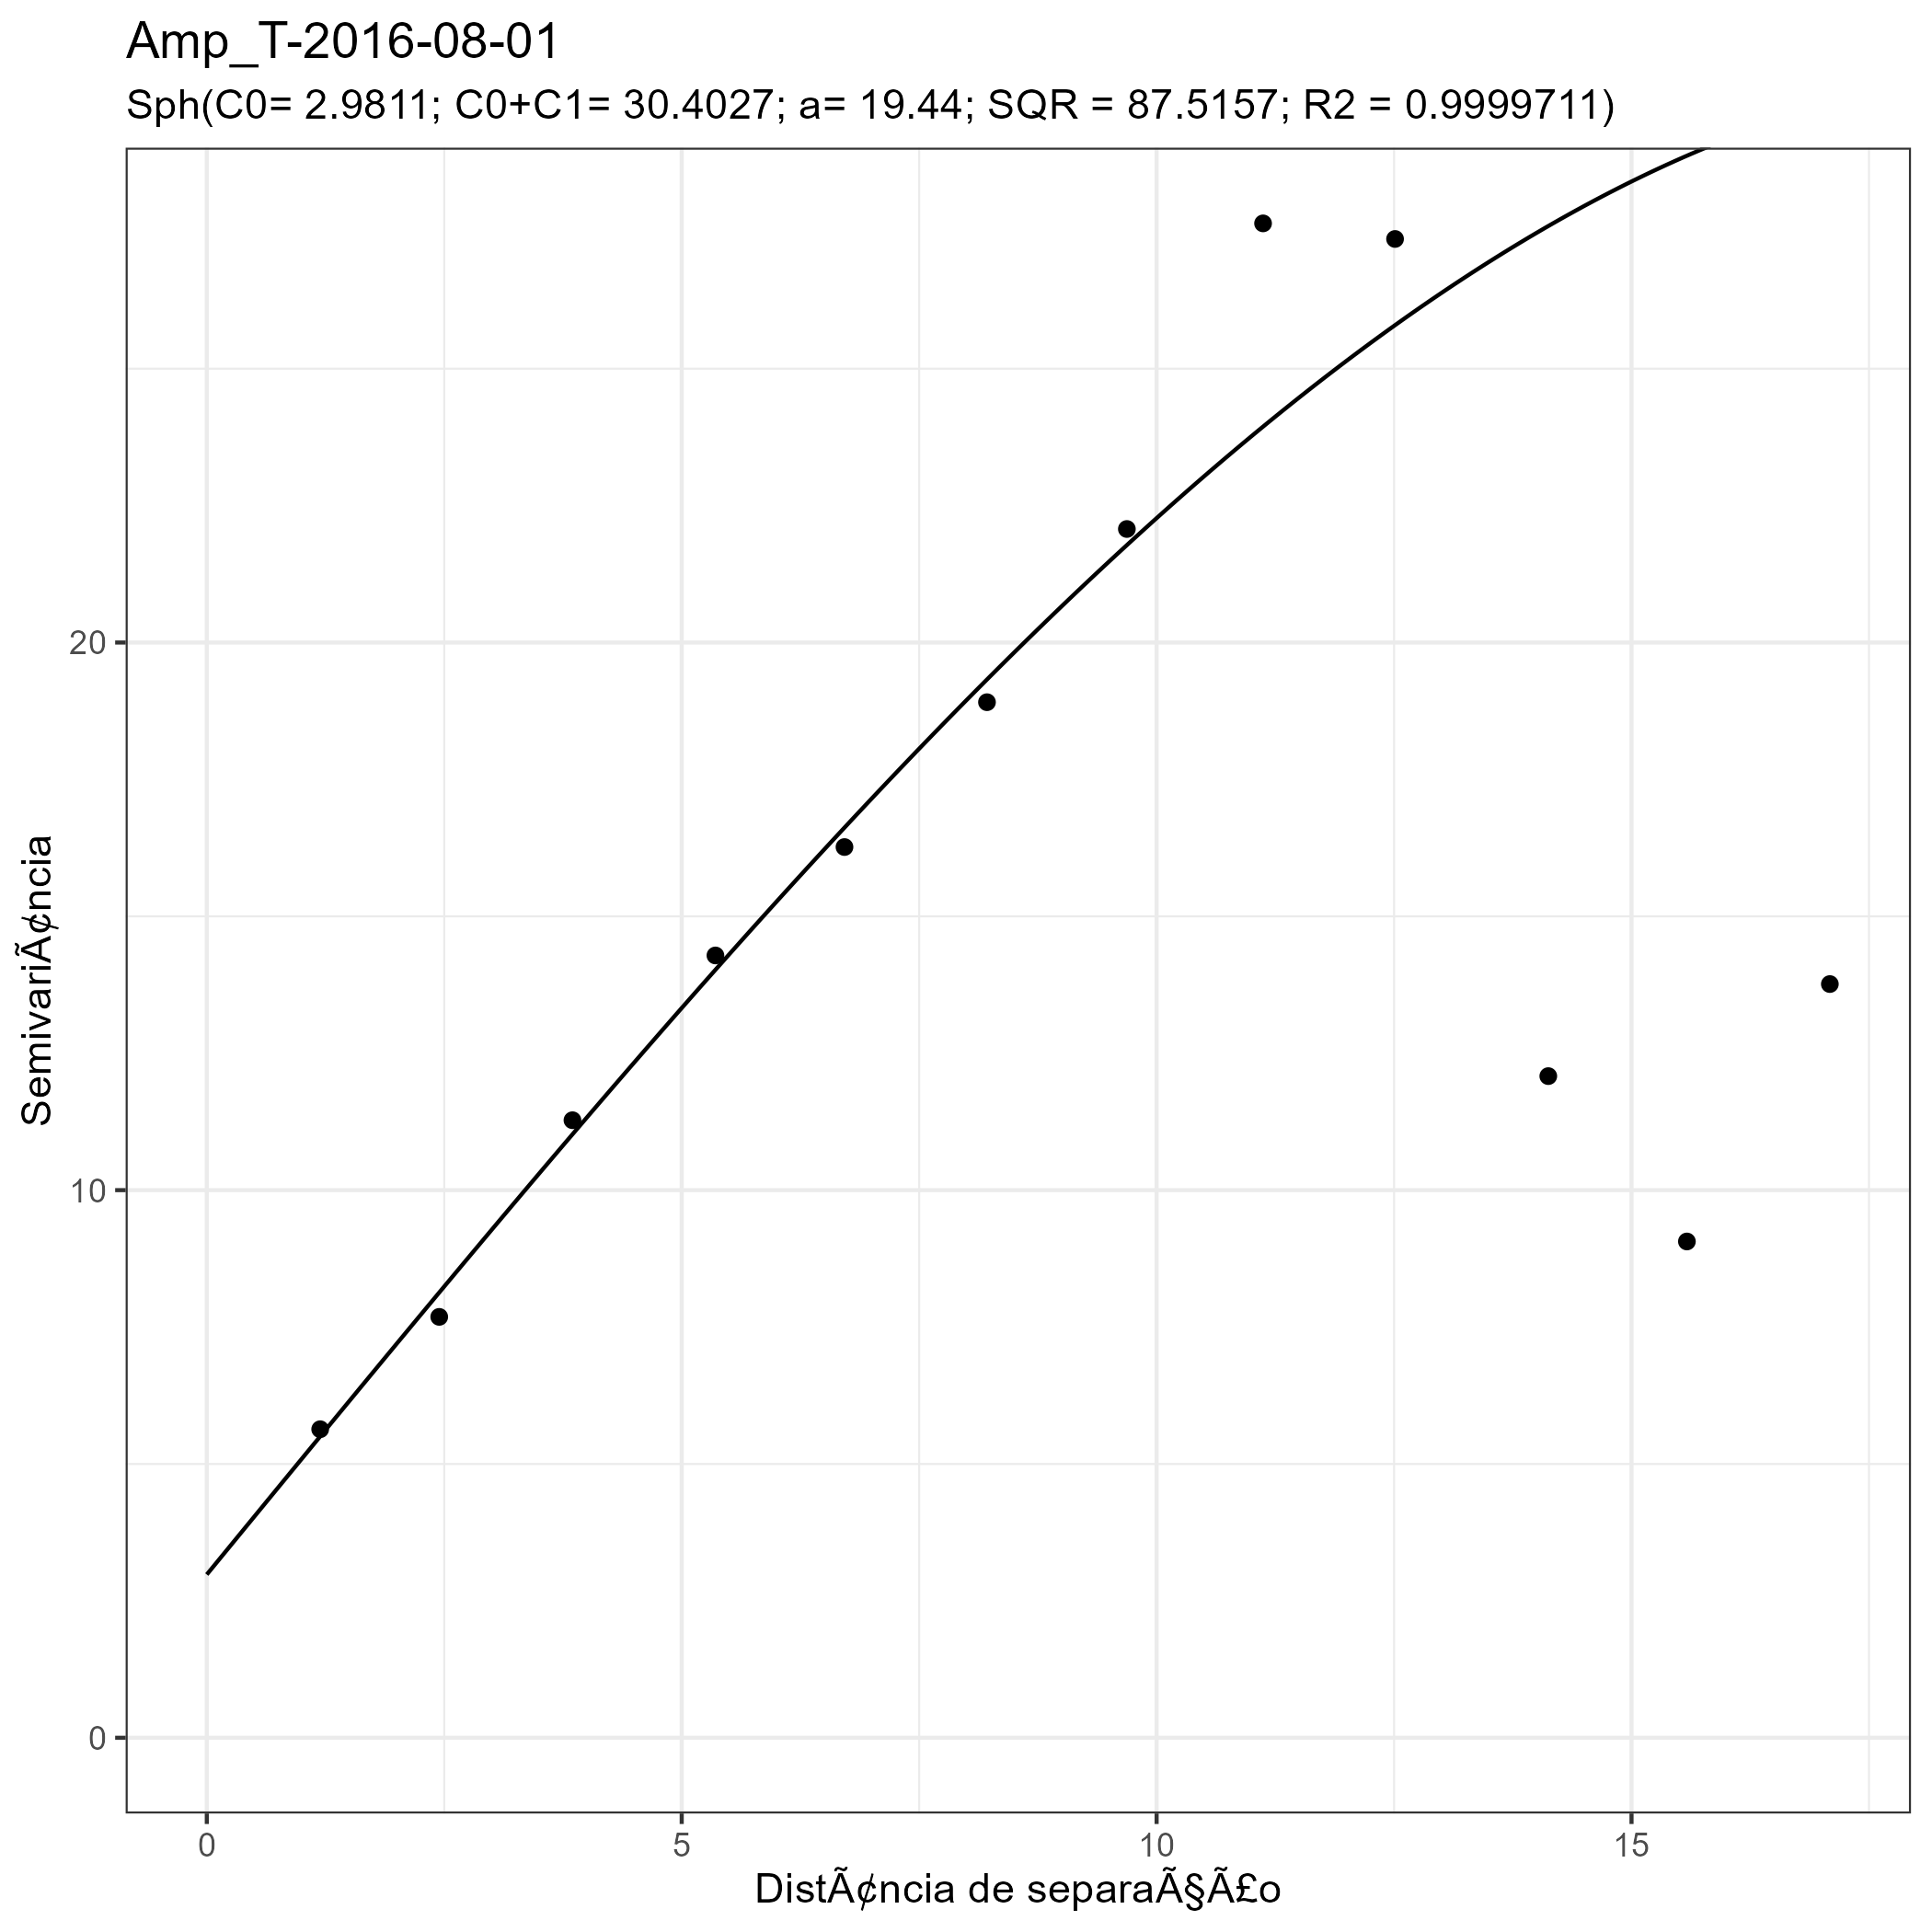 Amp_T-2016-08-01
Sph(C0= 2.9811; C0+C1= 30.4027; a= 19.44; SQR = 87.5157; R2 = 0.9999711)
SemivariÃ¢ncia
20
10
0
0 5 10 15
DistÃ¢ncia de separaÃ§Ã£o